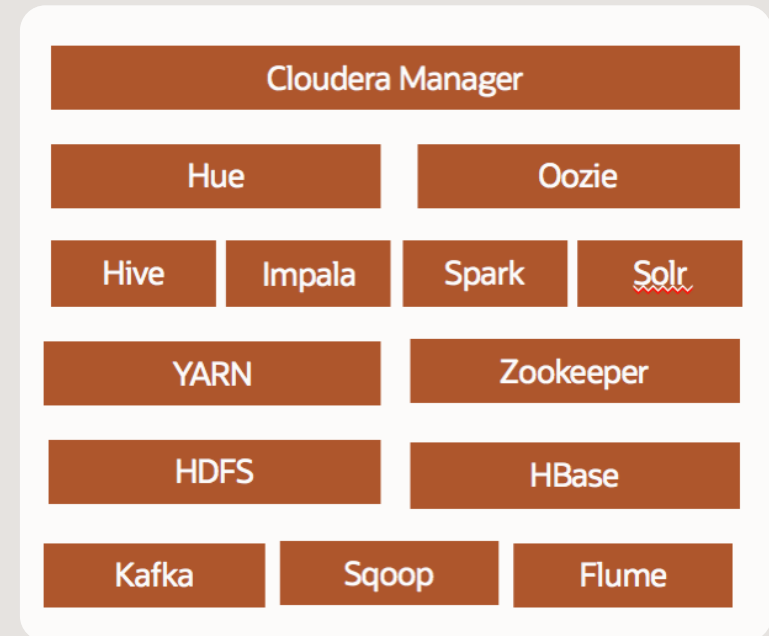 Cloudera Manager
Hue
Oozie
Hive
Impala
Spark
Solr
YARN
Zookeeper
HDFS
HBase
Kafka
Sqoop
Flume